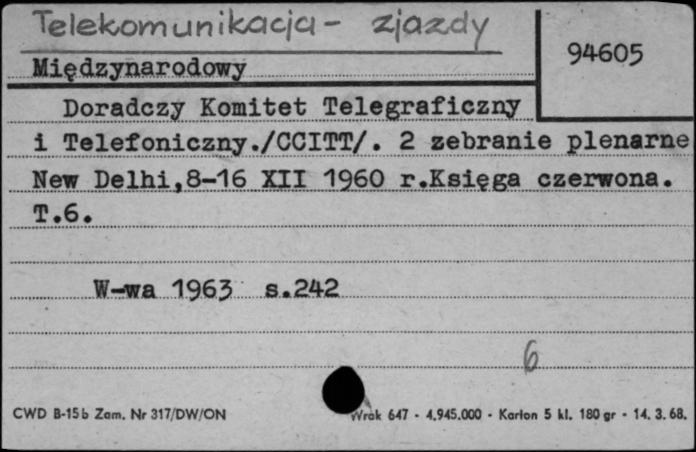 Telekomunikacja - zjazdy
94605
Międzynarodowy
Doradczy Komitet Telegraficzny
i Telefoniczny./CCITT/. 2 zebranie plenarne
New Delhi,8-16 XII 1960 r.Księga czerwona.
T.6.
W-wa 1963 s.242
6
CWD B-15b Zam. Nr 317/DW/ON
Wrak 647 - 4.945.000 - Karton 5 kl. 180 gr - 14. 3. 68.